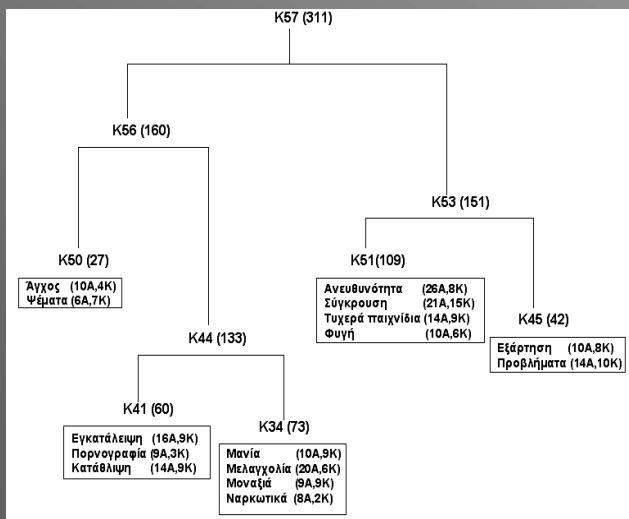 K57 (311)
K56 (160)
K53 (151)
K50 (27)
Άγχος (10Α,4Κ)
Ψέματα (6Α,7Κ)
K51(109)
Ανευθυνότητα (26Α,8Κ)
Σύγκρουση (21Α,15Κ)
Τυχερά παιχνίδια (14Α,9Κ)
Φυγή (10Α,6Κ)
K45 (42)
Εξάρτηση (10Α,8Κ)
Προβλήματα (14Α,10Κ)
K44 (133)
K41 (60)
Εγκατάλειψη (16Α,9Κ)
Πορνογραφία (9Α,3Κ)
Κατάθλιψη (14Α,9Κ)
K34 (73)
Μανία (10Α,9Κ)
Μελαγχολία (20Α,6Κ)
Μοναξιά (9Α,9Κ)
Ναρκωτικά (8Α,2Κ)